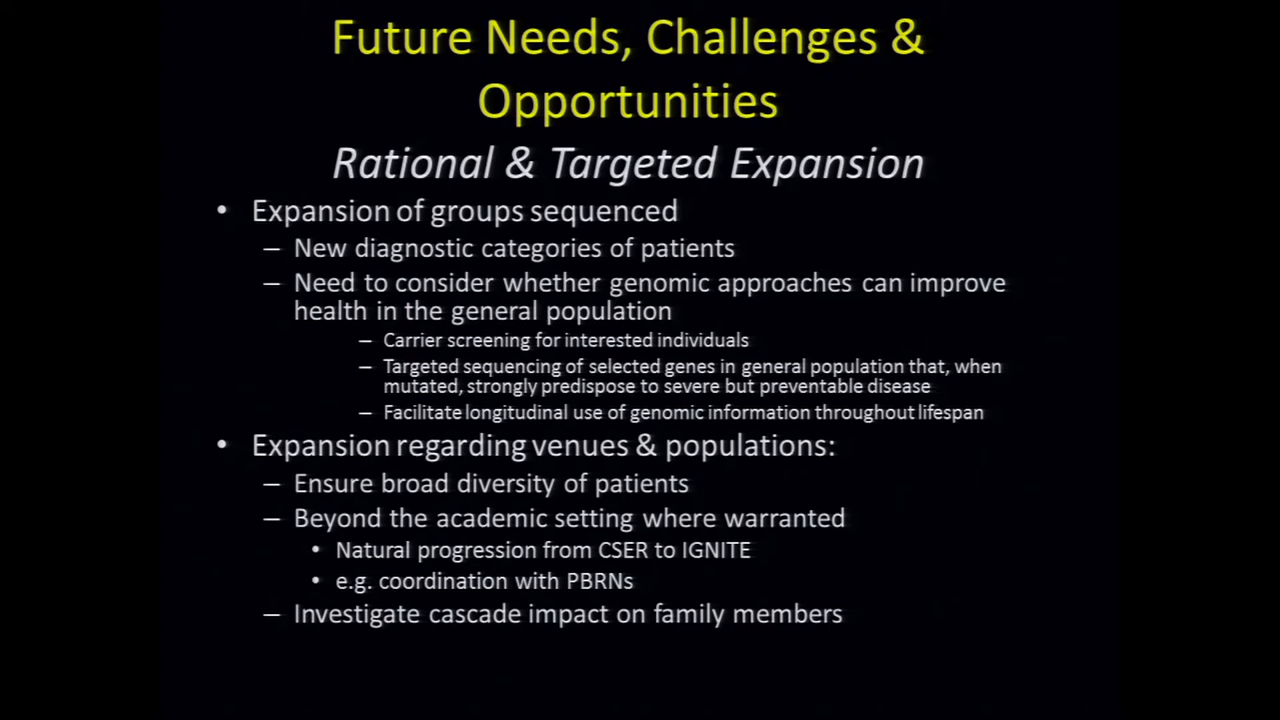 Future Needs, Challenges &
Opportunities
Rational & Targeted Expansion
• Expansion of groups sequenced
– New diagnostic categories of patients
– Need to consider whether genomic approaches can improve
health in the general population
– Carrier screening for interested individuals
– Targeted sequencing of selected genes in general population that, when
mutated, strongly predispose to severe but preventable disease
– Facilitate longitudinal use of genomic information throughout lifespan
• Expansion regarding venues & populations:
– Ensure broad diversity of patients
– Beyond the academic setting where warranted
• Natural progression from CSER to IGNITE
• e.g. coordination with PBRNs
– Investigate cascade impact on family members